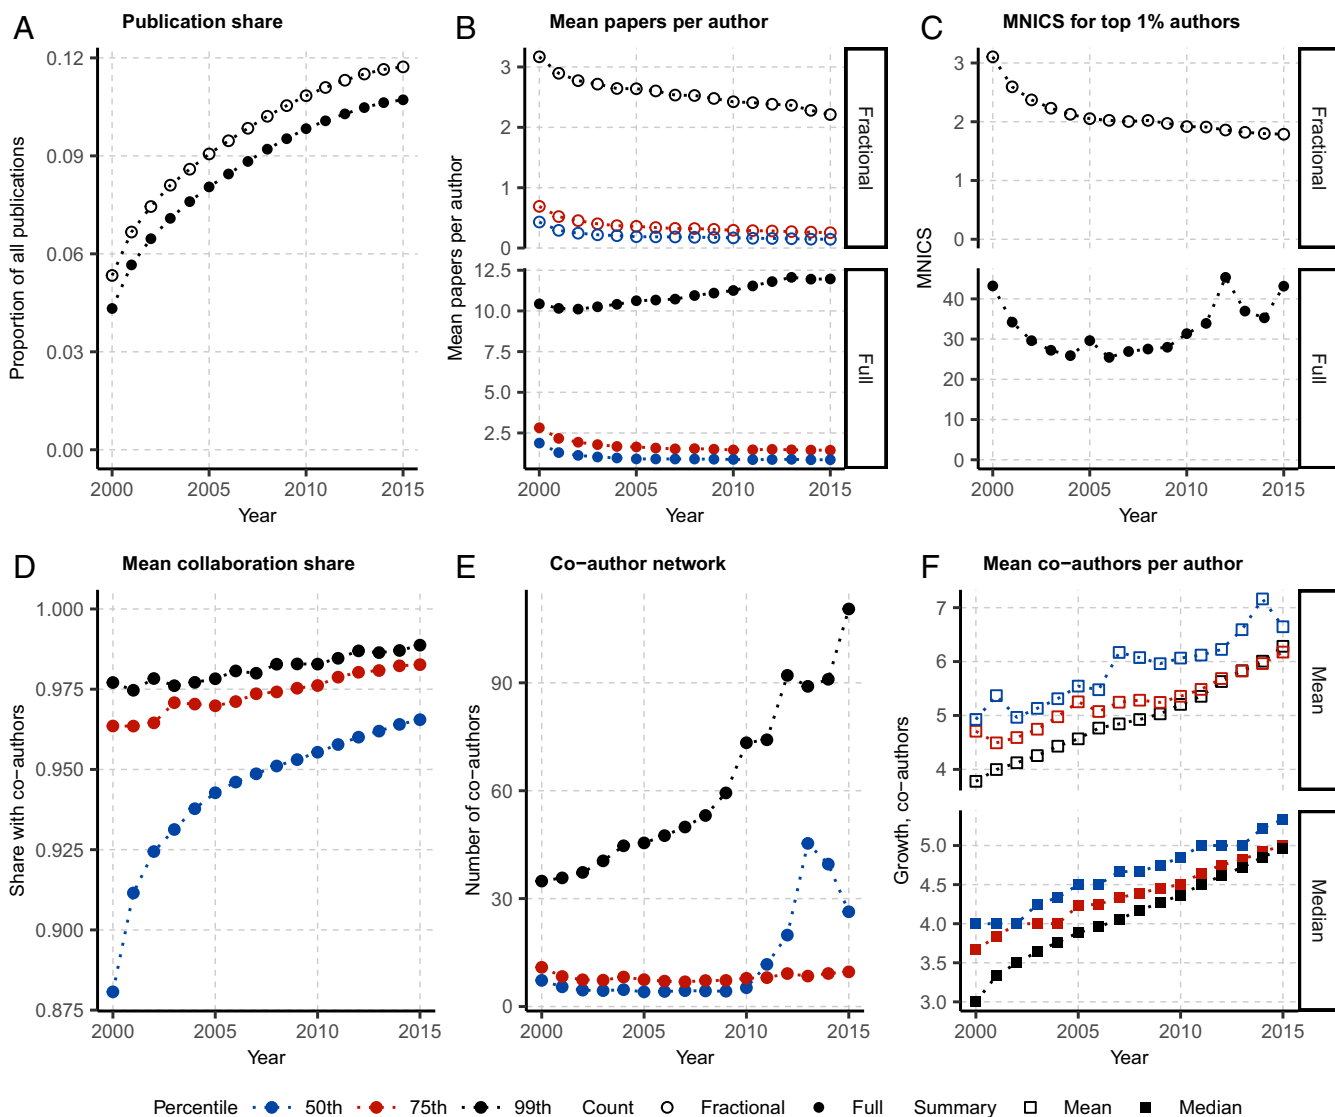 A Publication share
Proportion of all publications
0.12
0.09
0.06
0.03
0.00
2000 2005 2010 2015
Year
B Mean papers per author
Mean papers per author
3
2
1
0
Fractional
12.5
10.0
7.5
5.0
2.5
Full
2000 2005 2010 2015
Year
C MNICS for top 1% authors
MNICS
3
2
1
0
Fractional
40
30
20
10
0
Full
2000 2005 2010 2015
Year
D Mean collaboration share
Share with co−authors
1.000
0.975
0.950
0.925
0.900
0.875
2000 2005 2010 2015
Year
E Co−author network
Number of co−authors
90
60
30
0
2000 2005 2010 2015
Year
F Mean co−authors per author
Growth, co−authors
7
6
5
4
Mean
5.0
4.5
4.0
3.5
3.0
Median
2000 2005 2010 2015
Year
Percentile 50th 75th 99th Count Fractional Full Summary Mean Median